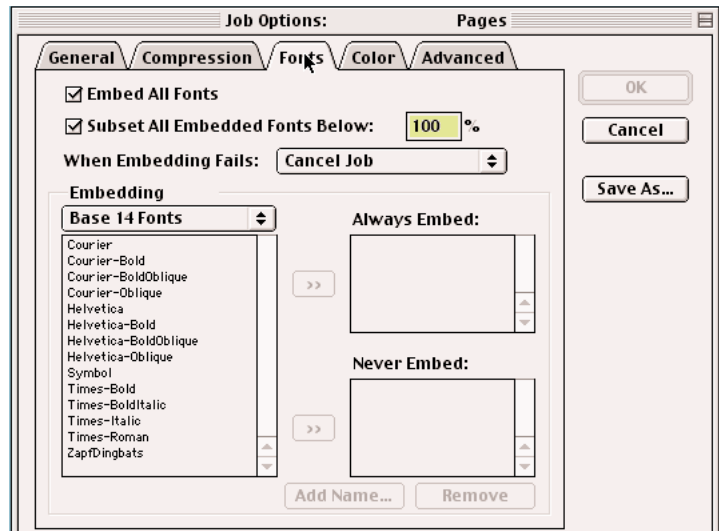 Job Options: Pages
General Compression Fonts Color Advanced
Embed All Fonts
Subset All Embedded Fonts Below: 100 %
When Embedding Fails: Cancel Job
Embedding
Base 14 Fonts
Courier
Courier-Bold
Courier-BoldOblique
Courier-Oblique
Helvetica
Helvetica-Bold
Helvetica-BoldOblique
Helvetica-Oblique
Symbol
Times-Bold
Times-BoldItalic
Times-Italic
Times-Roman
ZapfDingbats
>>
>>
Always Embed:
Never Embed:
Add Name... Remove
OK
Cancel
Save As...